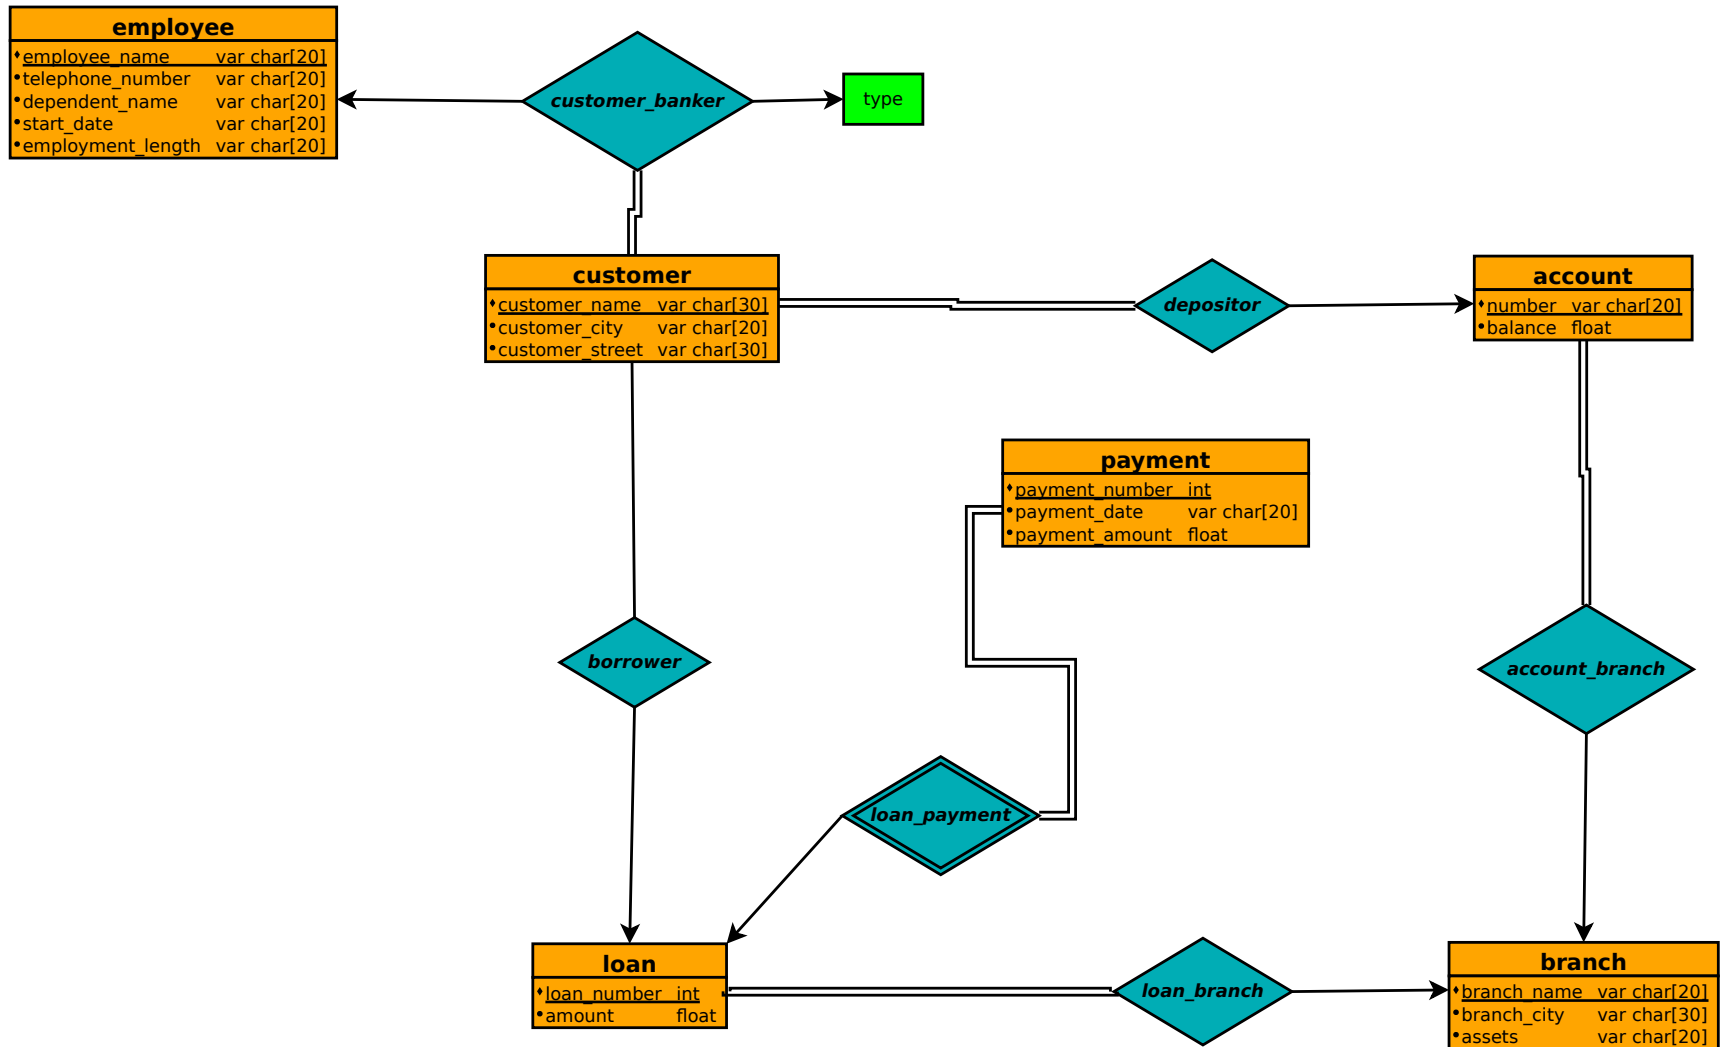 employee
employee_name var char[20]
telephone_number var char[20]
dependent_name var char[20]
start_date var char[20]
employment_length var char[20]
customer_banker
type
customer
customer_name var char[30]
customer_city var char[20]
customer_street var char[30]
depositor
account
number var char[20]
balance float
payment
payment_number int
payment_date var char[20]
payment_amount float
borrower
account_branch
loan_payment
loan
loan_number int
amount float
loan_branch
branch
branch_name var char[20]
branch_city var char[30]
assets var char[20]